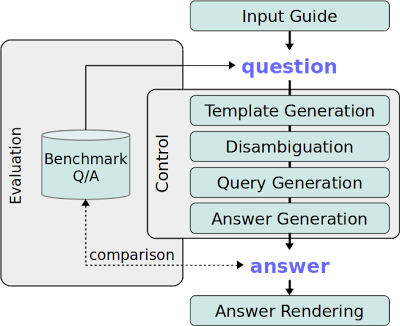 Input Guide
question
Template Generation
Disambiguation
Query Generation
Answer Generation
Control
Evaluation
Benchmark
Q/A
comparison
answer
Answer Rendering